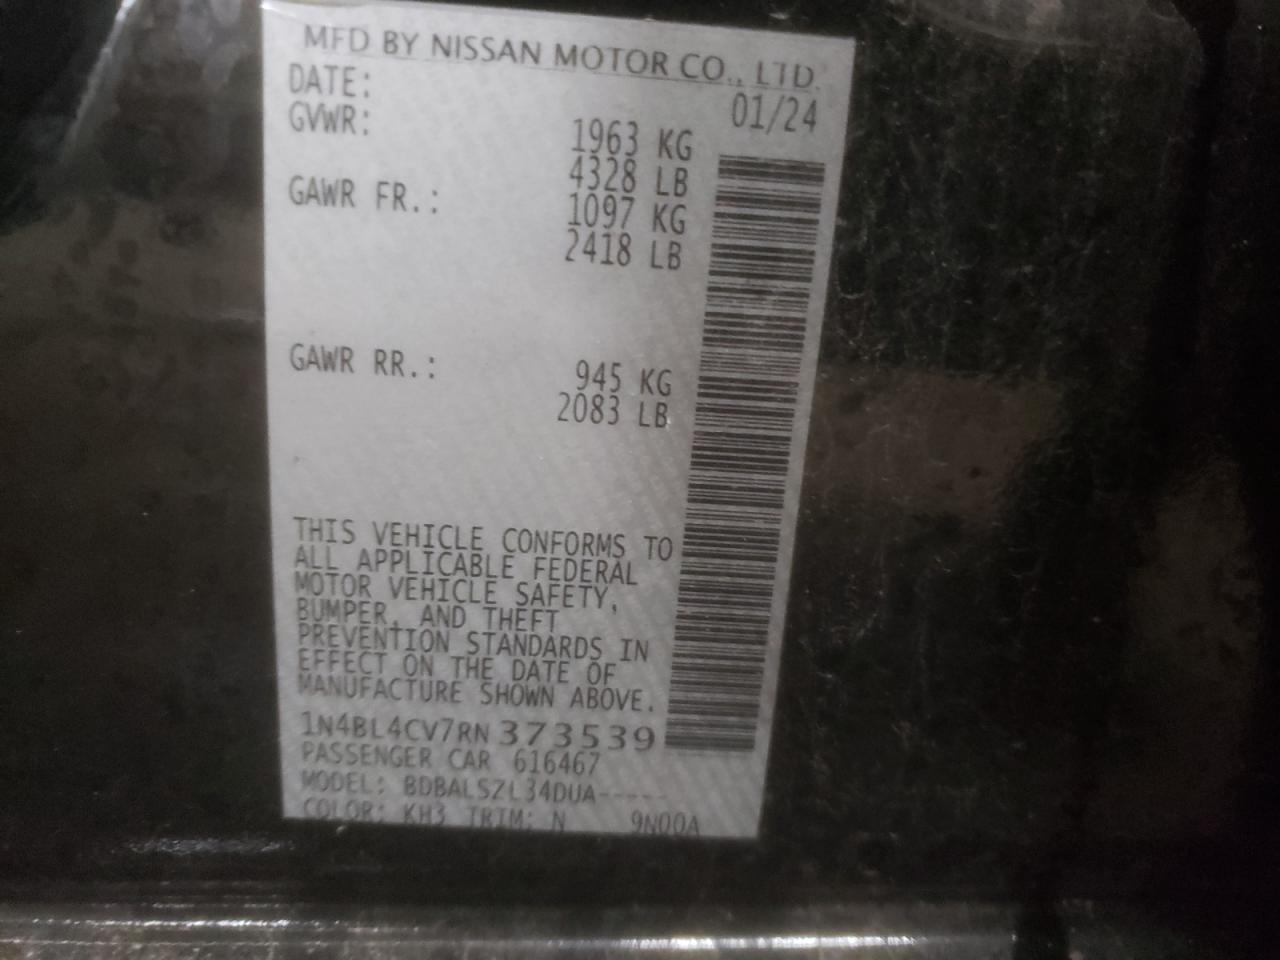 MFD BY NISSAN MOTOR CO., LTD.
DATE: 01/24
GVWR: 1963 KG
4328 LB
GAWR FR.: 1097 KG
2418 LB
GAWR RR.: 945 KG
2083 LB
THIS VEHICLE CONFORMS TO
ALL APPLICABLE FEDERAL
MOTOR VEHICLE SAFETY,
BUMPER, AND THEFT
PREVENTION STANDARDS IN
EFFECT ON THE DATE OF
MANUFACTURE SHOWN ABOVE.
1N4BL4CV7RN 373539
PASSENGER CAR 616467
MODEL: BDBALSZL34DUA-----
COLOR: KH3 TRIM: N 9N00A